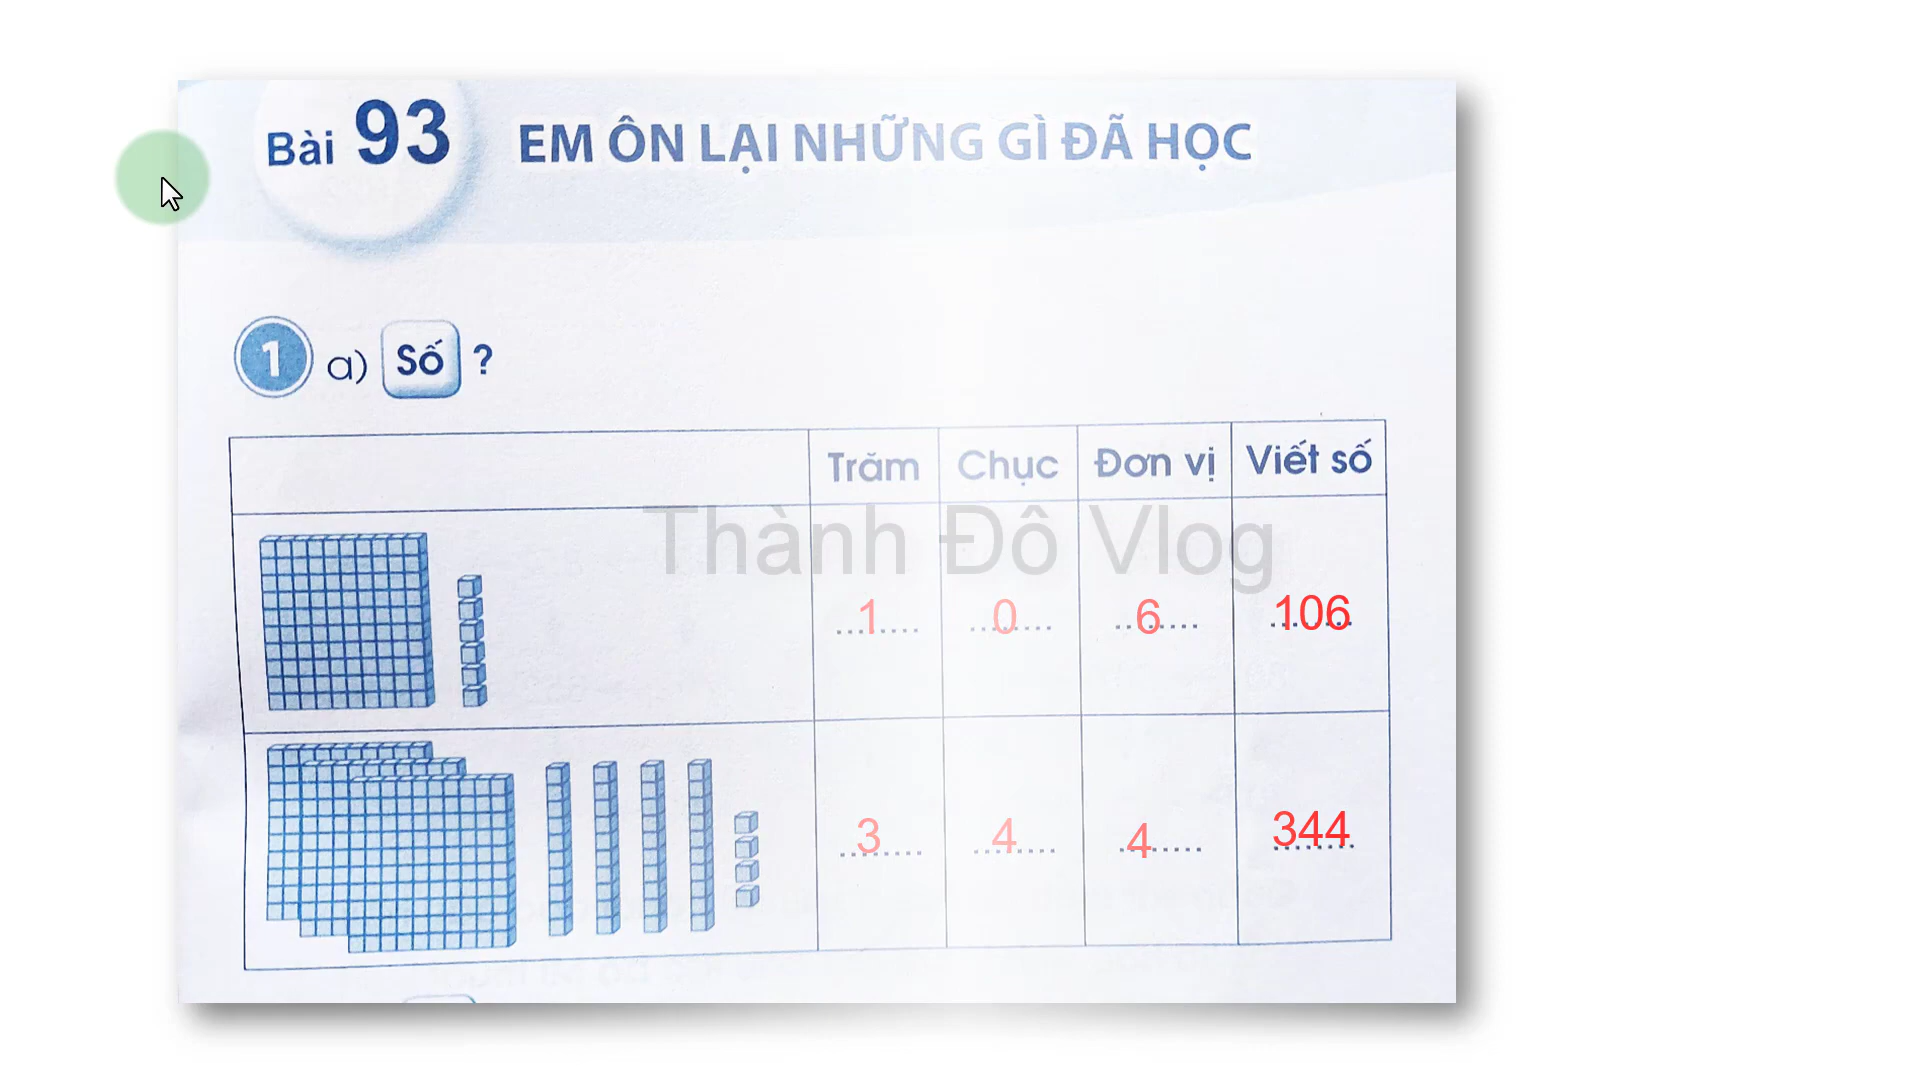 Bài 93 EM ÔN LẠI NHỮNG GÌ ĐÃ HỌC
1 a) Số ?
Trăm Chục Đơn vị Viết số
Thành Đô Vlog
1 0 6 106
3 4 4 344